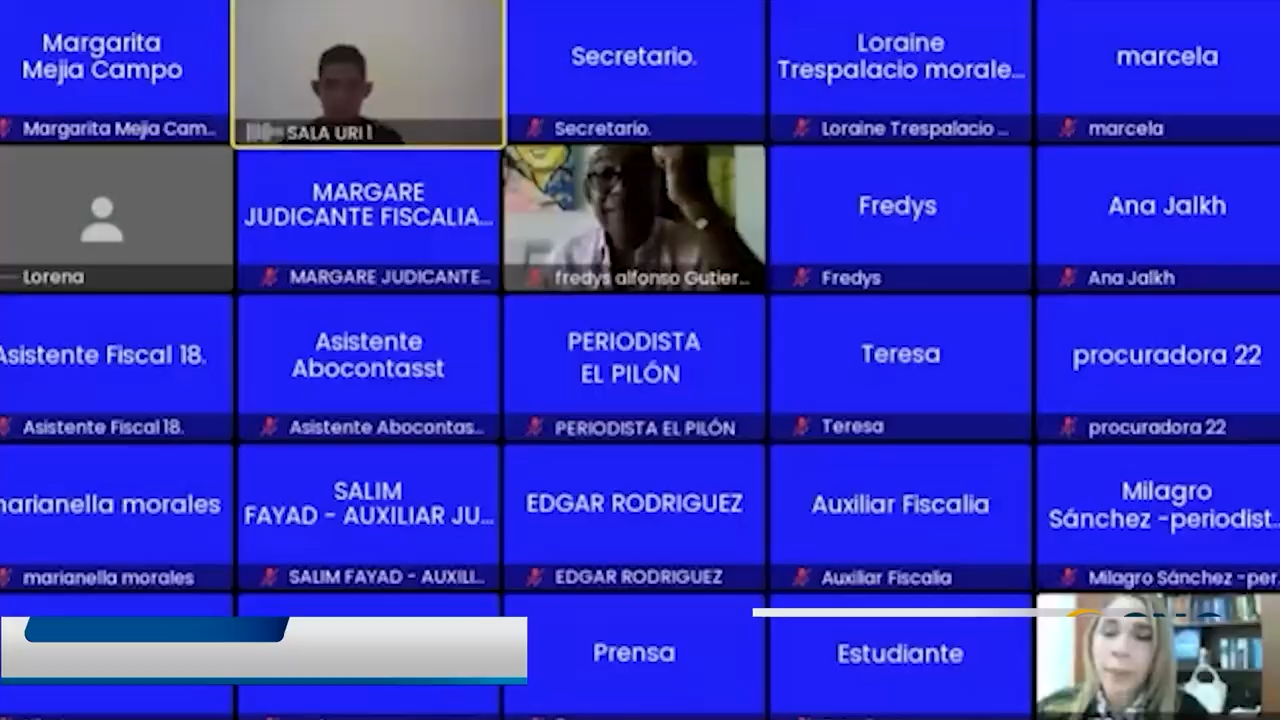 Margarita
Mejia Campo
Margarita Mejia Cam...
SALA URI 1
Secretario.
Secretario.
Loraine
Trespalacio morale...
Loraine Trespalacio ...
marcela
marcela
Lorena
MARGARE
JUDICANTE FISCALIA...
MARGARE JUDICANTE...
fredys alfonso Gutier...
Fredys
Fredys
Ana Jalkh
Ana Jalkh
Asistente Fiscal 18.
Asistente Fiscal 18.
Asistente
Abocontasst
Asistente Abocontas...
PERIODISTA
EL PILÓN
PERIODISTA EL PILÓN
Teresa
Teresa
procuradora 22
procuradora 22
marianella morales
marianella morales
SALIM
FAYAD - AUXILIAR JU...
SALIM FAYAD - AUXILI...
EDGAR RODRIGUEZ
EDGAR RODRIGUEZ
Auxiliar Fiscalia
Auxiliar Fiscalia
Milagro
Sánchez -periodist...
Milagro Sánchez -per
Prensa
Estudiante